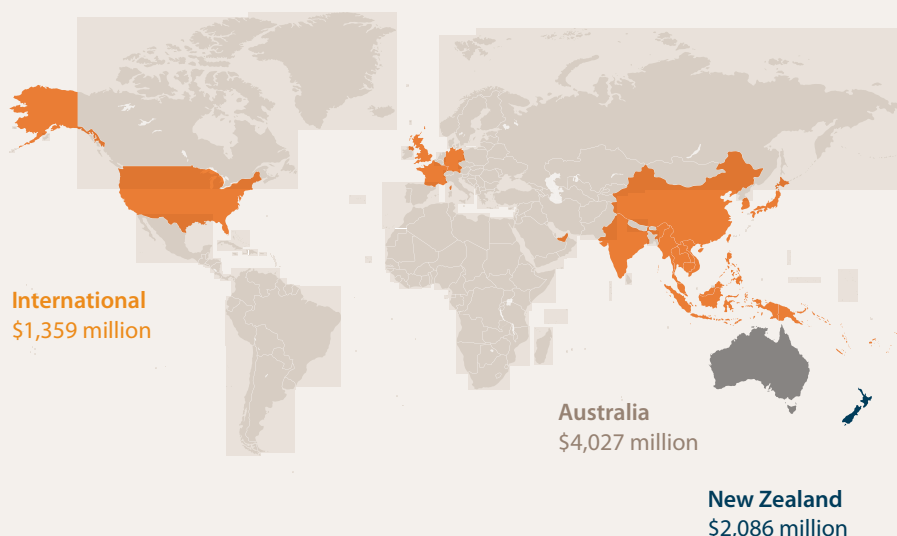 International
$1,359 million
Australia
$4,027 million
New Zealand
$2,086 million